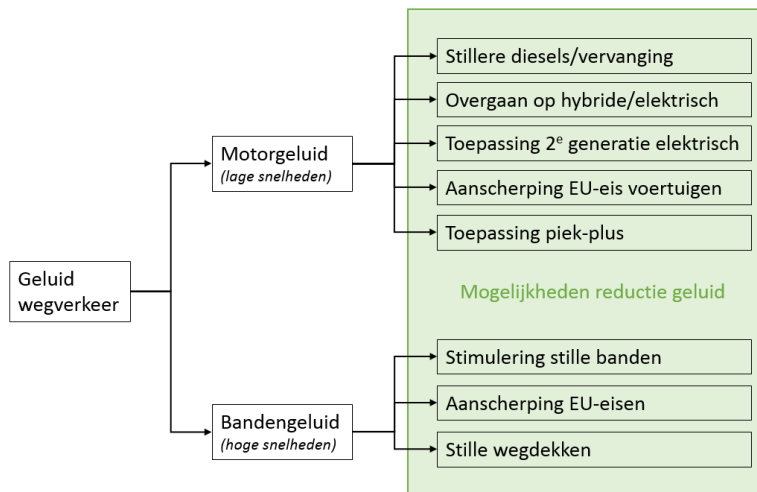 Geluid
wegverkeer
Motorgeluid
(lage snelheden)
Stillere diesels/vervanging
Overgaan op hybride/elektrisch
Toepassing 2e generatie elektrisch
Aanscherping EU-eis voertuigen
Toepassing piek-plus
Mogelijkheden reductie geluid
Bandengeluid
(hoge snelheden)
Stimulering stille banden
Aanscherping EU-eisen
Stille wegdekken